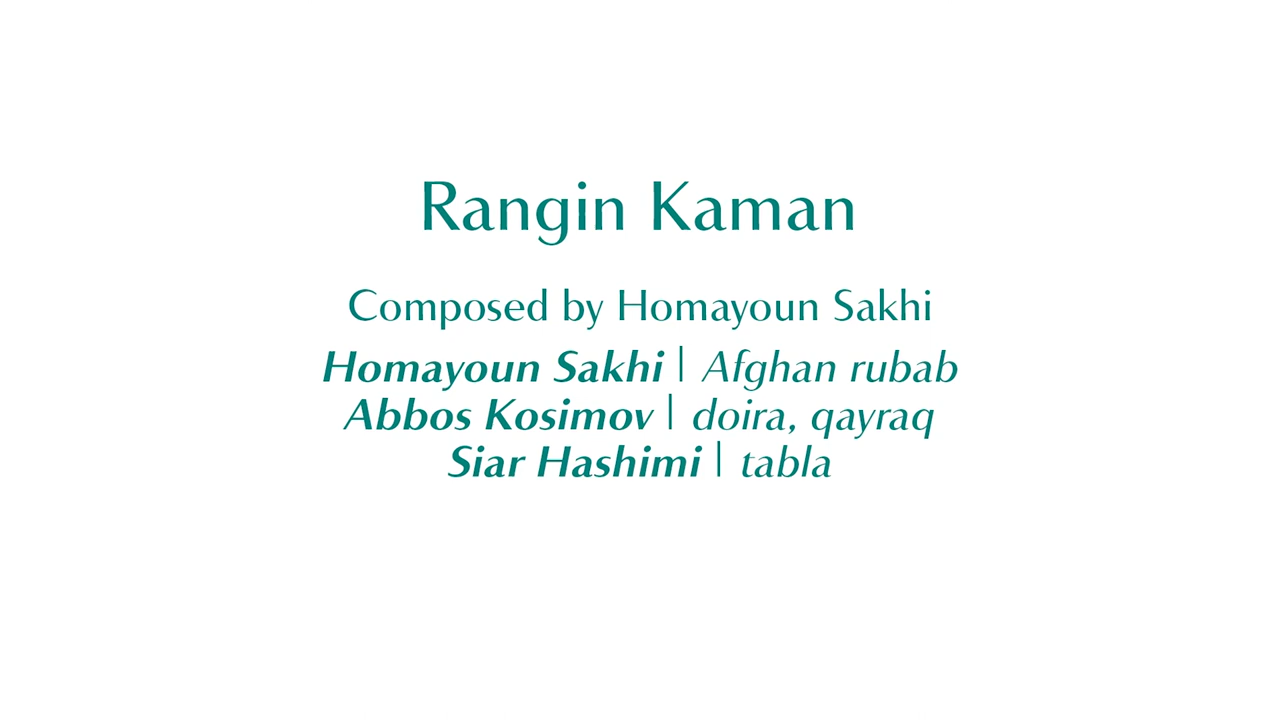 Rangin Kaman
Composed by Homayoun Sakhi
Homayoun Sakhi | Afghan rubab
Abbos Kosimov | doira, qayraq
Siar Hashimi | tabla